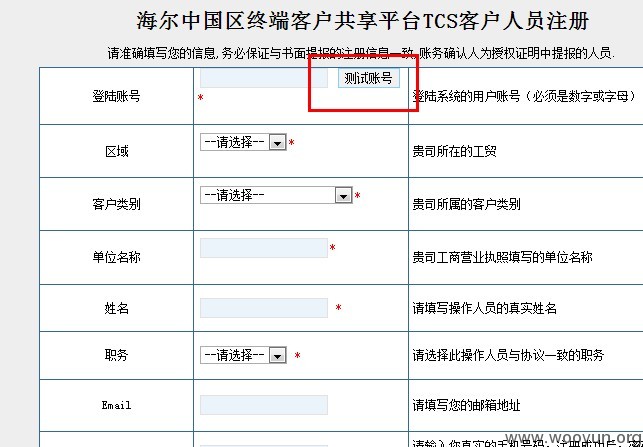 海尔中国区终端客户共享平台TCS客户人员注册
请准确填写您的信息,务必保证与书面提报的注册信息一致,账务确认人为授权证明中提报的人员.
登陆账号 * 测试账号 登陆系统的用户账号（必须是数字或字母）
区域 --请选择-- * 贵司所在的工贸
客户类别 --请选择-- * 贵司所属的客户类别
单位名称 * 贵司工商营业执照填写的单位名称
姓名 * 请填写操作人员的真实姓名
职务 --请选择-- * 请选择此操作人员与协议一致的职务
Email 请填写您的邮箱地址
www.wooyun.org